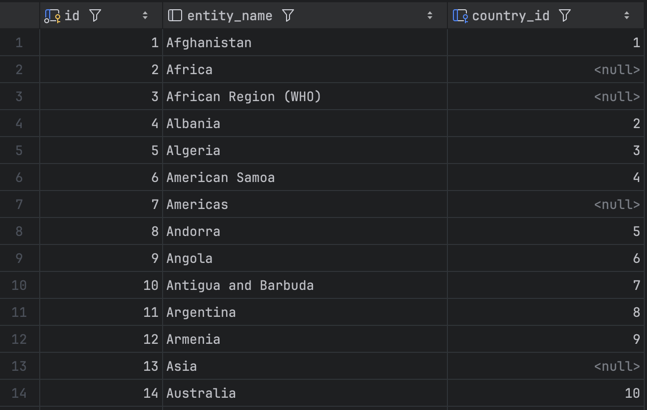 id entity_name country_id
1 1 Afghanistan 1
2 2 Africa <null>
3 3 African Region (WHO) <null>
4 4 Albania 2
5 5 Algeria 3
6 6 American Samoa 4
7 7 Americas <null>
8 8 Andorra 5
9 9 Angola 6
10 10 Antigua and Barbuda 7
11 11 Argentina 8
12 12 Armenia 9
13 13 Asia <null>
14 14 Australia 10